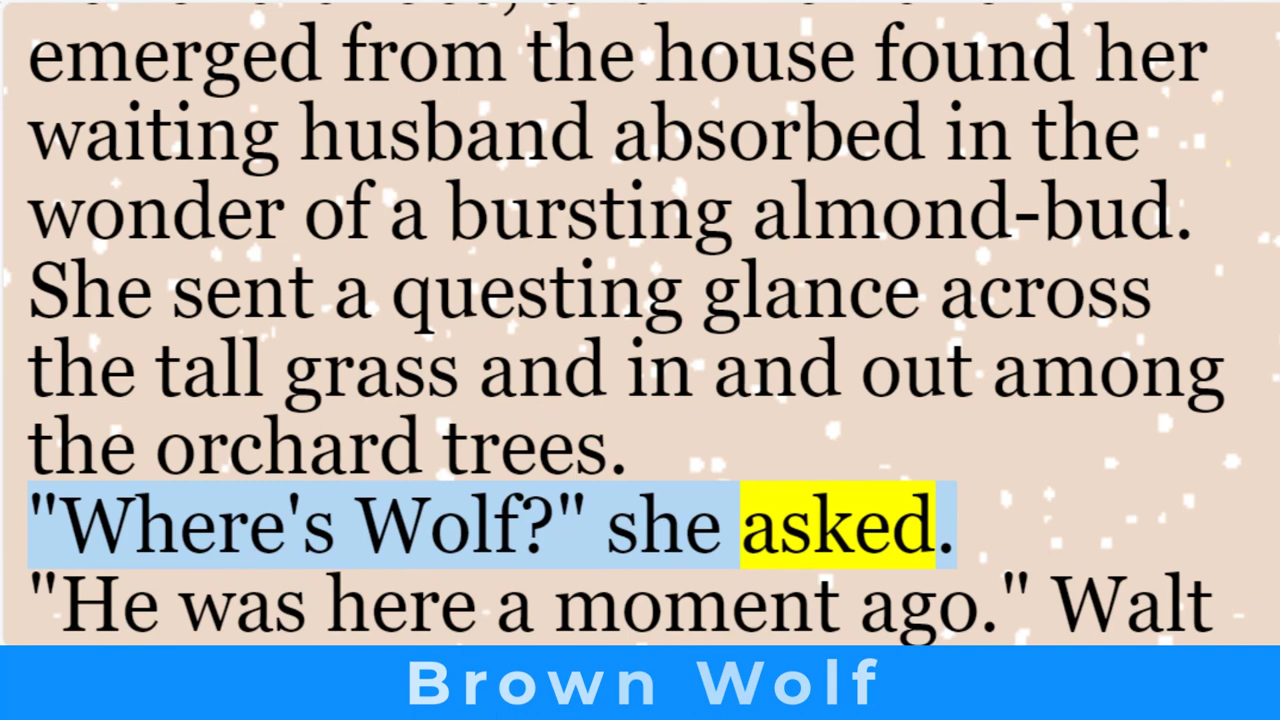 emerged from the house found her
waiting husband absorbed in the
wonder of a bursting almond-bud.
She sent a questing glance across
the tall grass and in and out among
the orchard trees.
"Where's Wolf?" she asked.
"He was here a moment ago." Walt
Brown Wolf